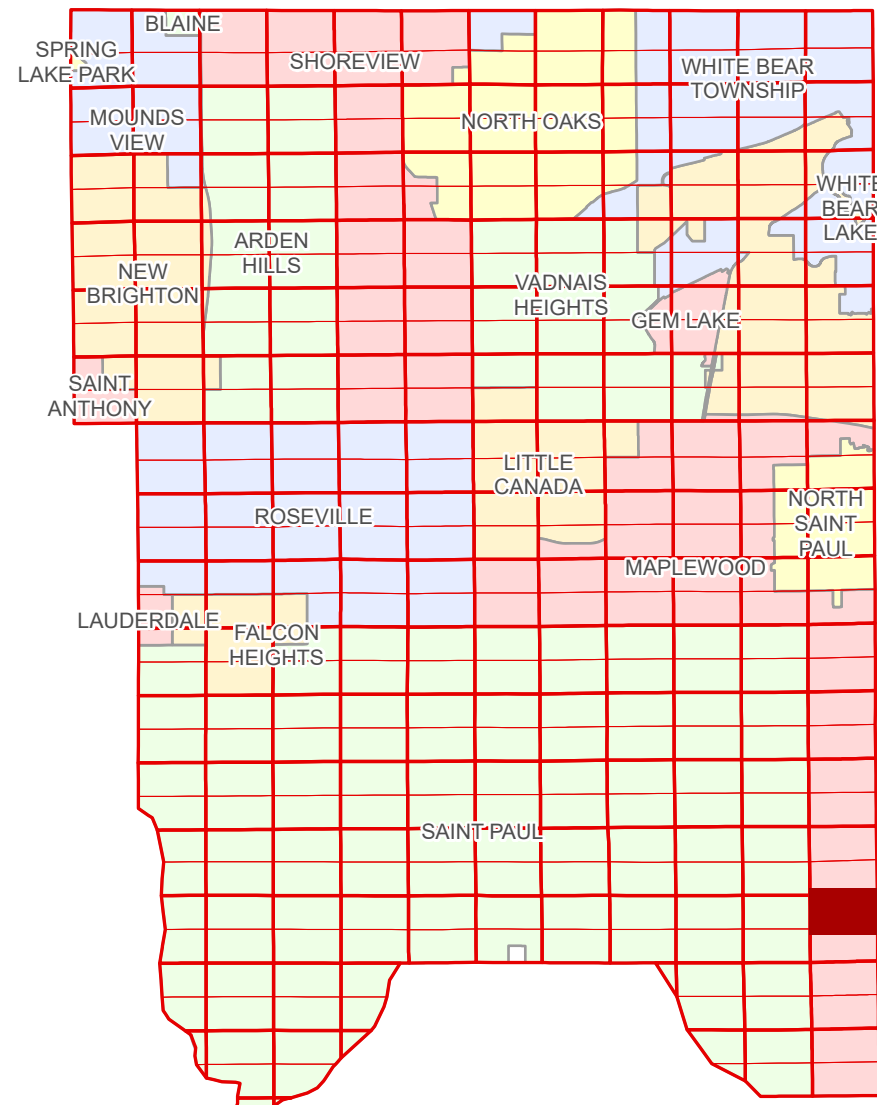 BLAINE
SPRING
LAKE PARK
SHOREVIEW
WHITE BEAR
TOWNSHIP
MOUNDS
VIEW
NORTH OAKS
WHITE
BEAR
LAKE
ARDEN
HILLS
NEW
BRIGHTON
VADNAIS
HEIGHTS
GEM LAKE
SAINT
ANTHONY
LITTLE
CANADA
ROSEVILLE
NORTH
SAINT
PAUL
MAPLEWOOD
LAUDERDALE
FALCON
HEIGHTS
SAINT PAUL